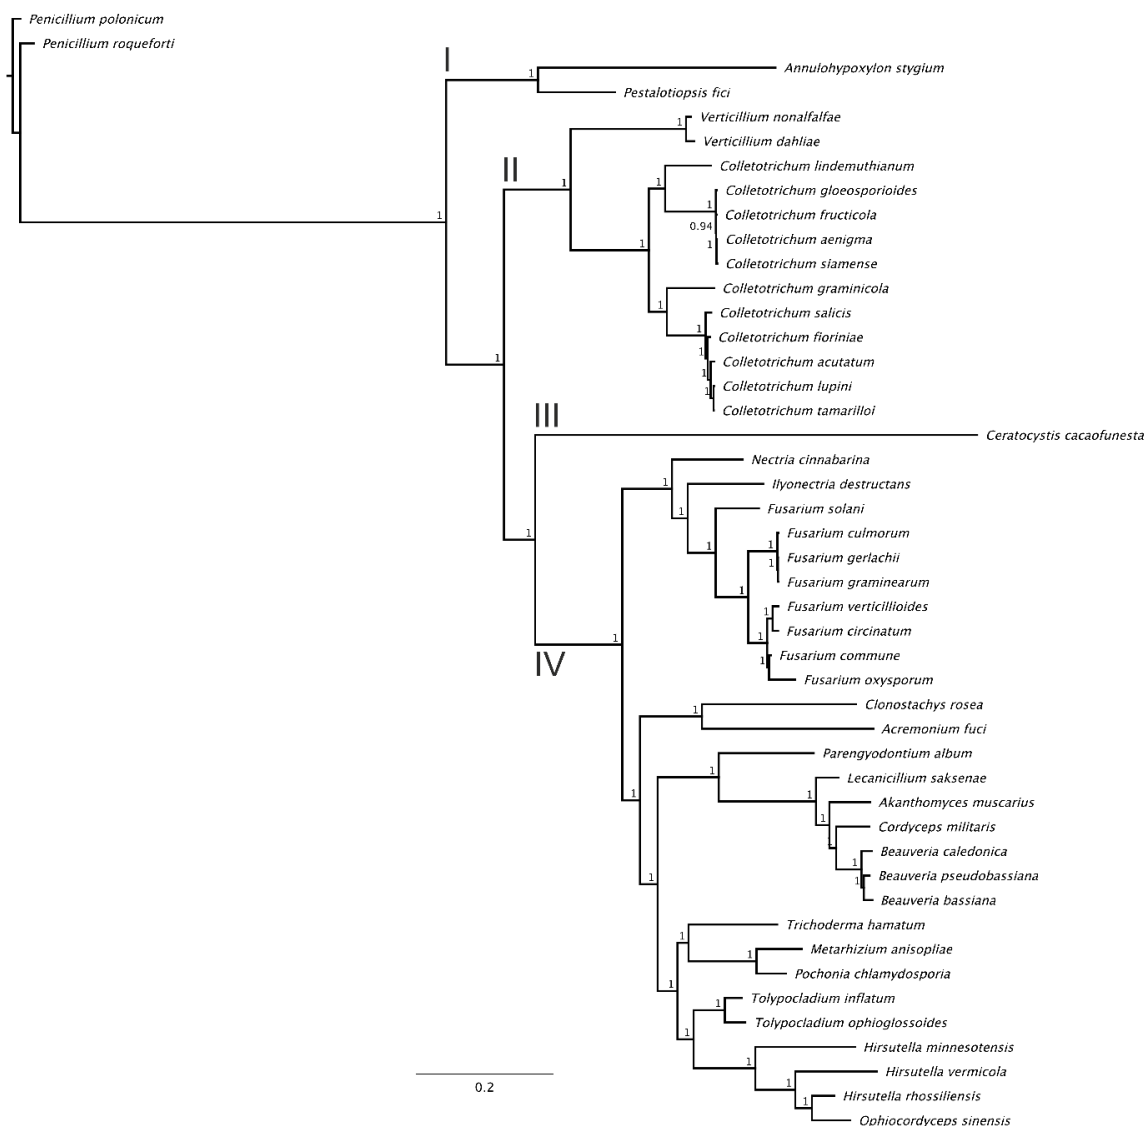 Penicillium polonicum
Penicillium roqueforti
I
1
Annulohypoxylon stygium
Pestalotiopsis fici
1
Verticillium nonalfalfae
Verticillium dahliae
II
1
1
Colletotrichum lindemuthianum
1
Colletotrichum gloeosporioides
1
Colletotrichum fructicola
0.94
Colletotrichum aenigma
1
1
Colletotrichum siamense
1
Colletotrichum graminicola
1
Colletotrichum salicis
1
Colletotrichum fioriniae
1
Colletotrichum acutatum
1
Colletotrichum lupini
1
Colletotrichum tamarilloi
1
III
Ceratocystis cacaofunesta
Nectria cinnabarina
1
Ilyonectria destructans
1
Fusarium solani
1
Fusarium culmorum
1
Fusarium gerlachii
1
Fusarium graminearum
1
Fusarium verticillioides
1
Fusarium circinatum
1
Fusarium commune
1
Fusarium oxysporum
1
1
IV
Clonostachys rosea
1
Acremonium fuci
Parengyodontium album
1
Lecanicillium saksenae
1
Akanthomyces muscarius
1
Cordyceps militaris
1
Beauveria caledonica
1
Beauveria pseudobassiana
1
Beauveria bassiana
1
1
Trichoderma hamatum
1
Metarhizium anisopliae
1
Pochonia chlamydosporia
1
Tolypocladium inflatum
1
Tolypocladium ophioglossoides
1
Hirsutella minnesotensis
1
Hirsutella vermicola
1
Hirsutella rhossiliensis
1
Ophiocordyceps sinensis
0.2